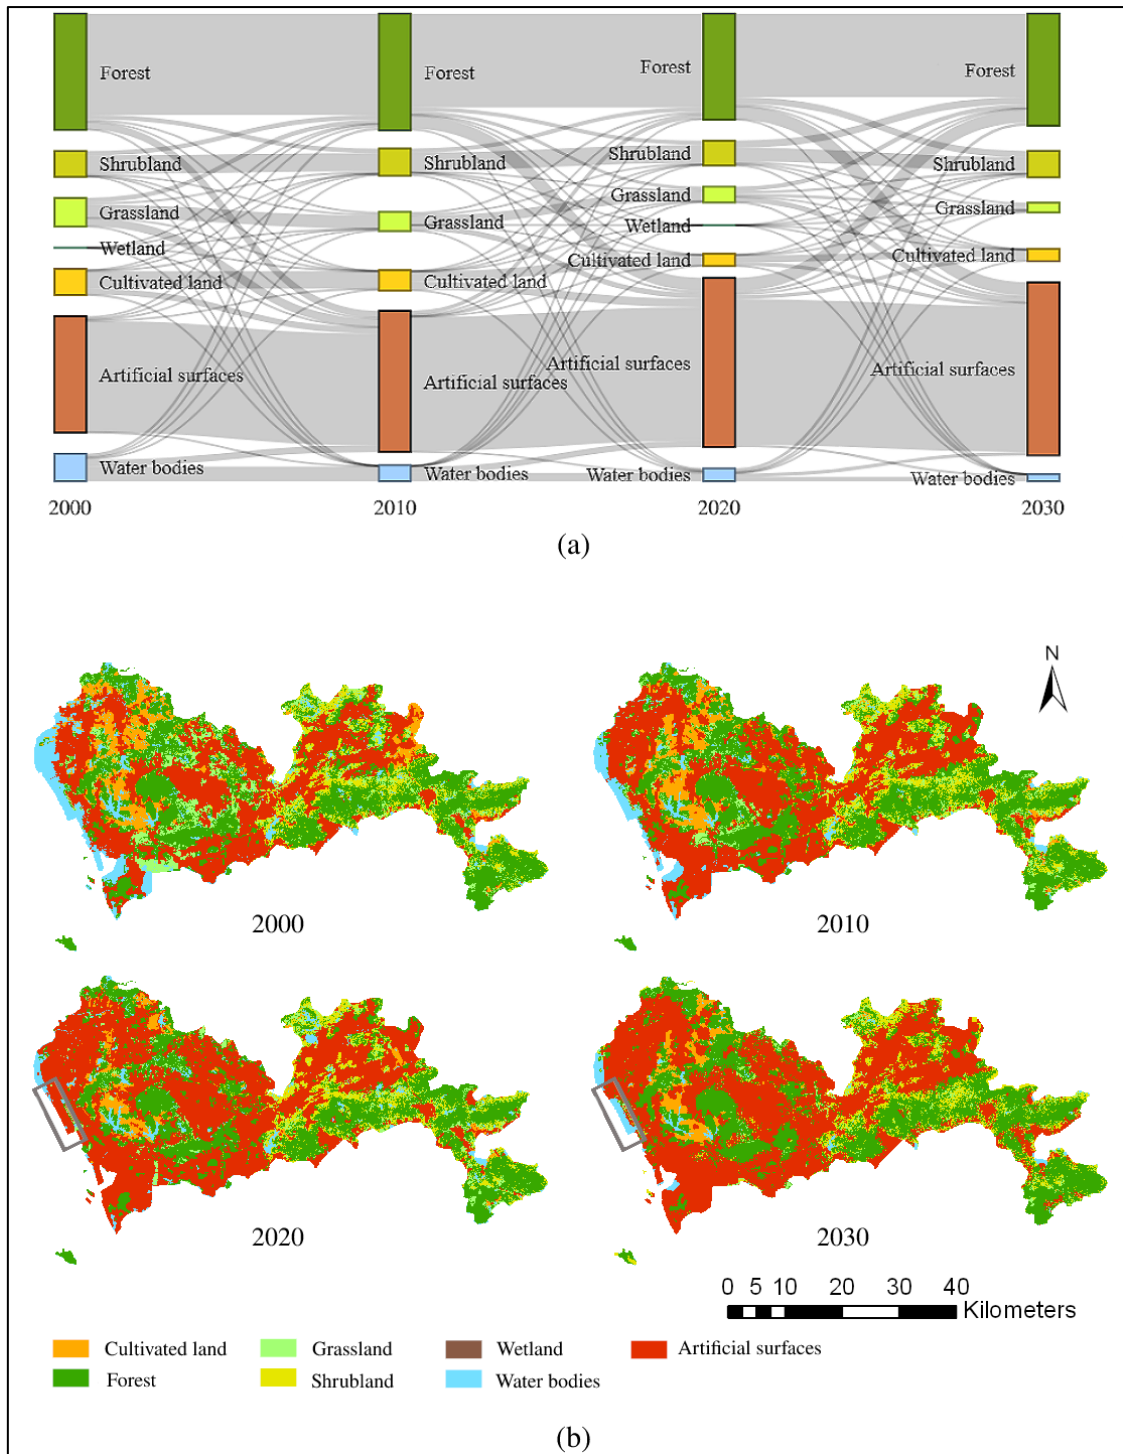 Forest Forest Forest Forest
Shrubland Shrubland Shrubland Shrubland
Grassland Grassland Grassland Grassland
Wetland Wetland
Cultivated land Cultivated land Cultivated land Cultivated land
Artificial surfaces Artificial surfaces Artificial surfaces Artificial surfaces
Water bodies Water bodies Water bodies Water bodies
2000 2010 2020 2030
(a)
N
2000 2010
2020 2030
0 5 10 20 30 40
Kilometers
Cultivated land Grassland Wetland Artificial surfaces
Forest Shrubland Water bodies
(b)